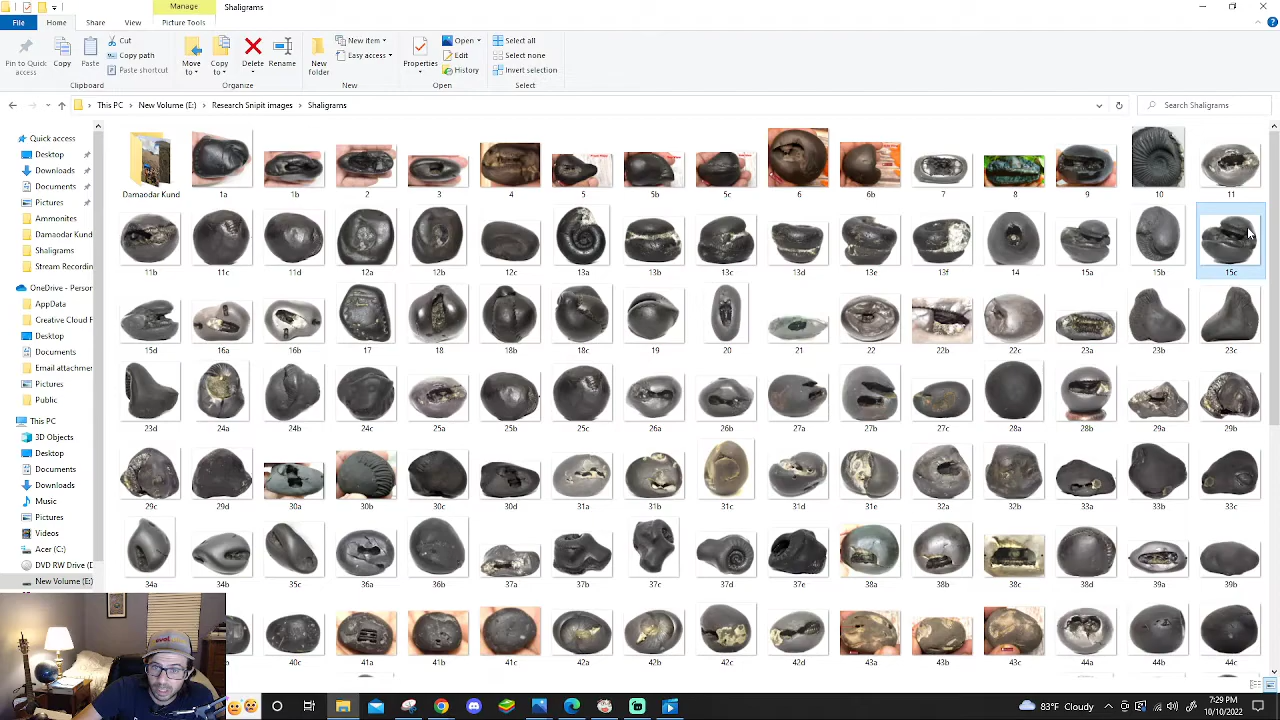 Manage
Shaligrams
File
Home
Share
View
Picture Tools
Pin to Quick access
Copy
Paste
Cut
Copy path
Paste shortcut
Clipboard
Move to
Copy to
Delete
Rename
Organize
New folder
New item
Easy access
New
Properties
Open
Edit
History
Open
Select all
Select none
Invert selection
Select
This PC > New Volume (E:) > Research Snipit images > Shaligrams
Search Shaligrams
Quick access
Desktop
Downloads
Documents
Pictures
Ammonites
Damaodar Kund
Shaligrams
Stream Recording
OneDrive - Person
AppData
Creative Cloud F
Desktop
Documents
Email attachmen
Pictures
Public
This PC
3D Objects
Desktop
Documents
Downloads
Music
Pictures
Videos
Acer (C:)
DVD RW Drive (D
New Volume (E:)
Damaodar Kund 1a 1b 2 3 4 5 5b 5c 6 6b 7 8 9 10 11
11b 11c 11d 12a 12b 12c 13a 13b 13c 13d 13e 13f 14 15a 15b 15c
15d 16a 16b 17 18 18b 18c 19 20 21 22 22b 22c 23a 23b 23c
23d 24a 24b 24c 25a 25b 25c 26a 26b 27a 27b 27c 28a 28b 29a 29b
29c 29d 30a 30b 30c 30d 31a 31b 31c 31d 31e 32a 32b 33a 33b 33c
34a 34b 35c 36a 36b 37a 37b 37c 37d 37e 38a 38b 38c 38d 39a 39b
b 40c 41a 41b 41c 42a 42b 42c 42d 43a 43b 43c 44a 44b 44c
83°F Cloudy
7:29 PM
10/10/2022